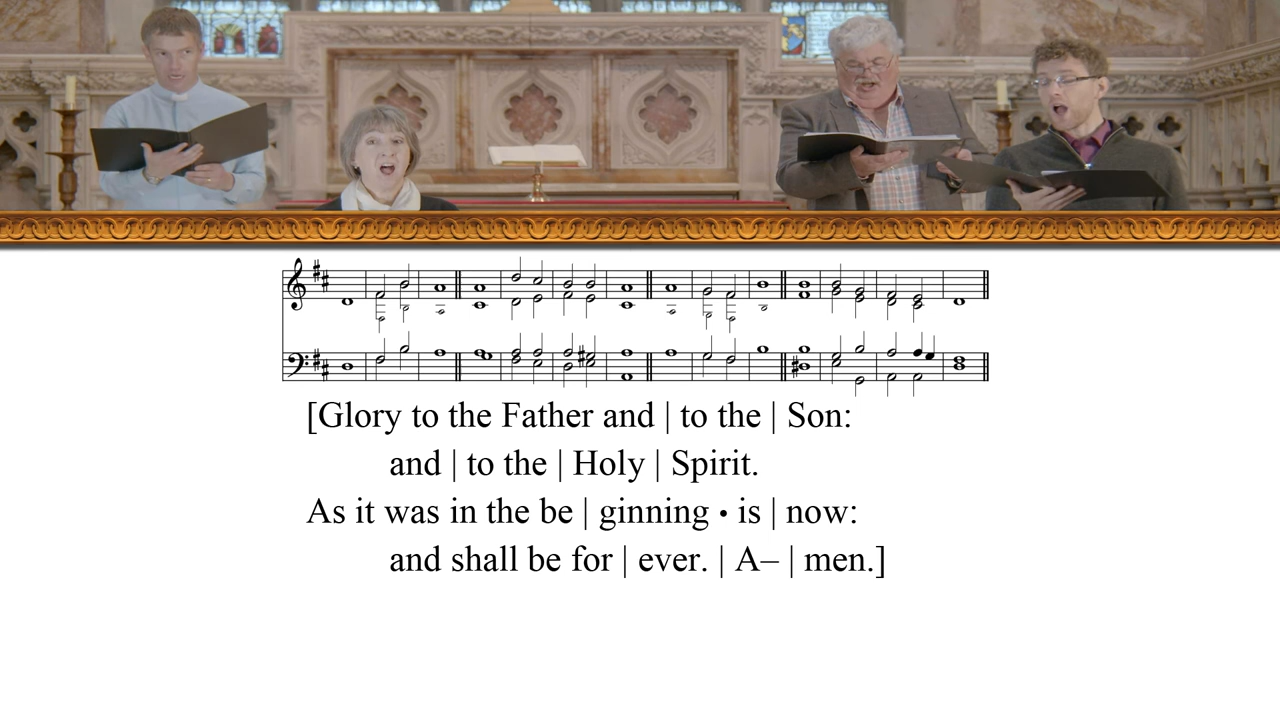 [Glory to the Father and | to the | Son:
and | to the | Holy | Spirit.
As it was in the be | ginning • is | now:
and shall be for | ever. | A– | men.]